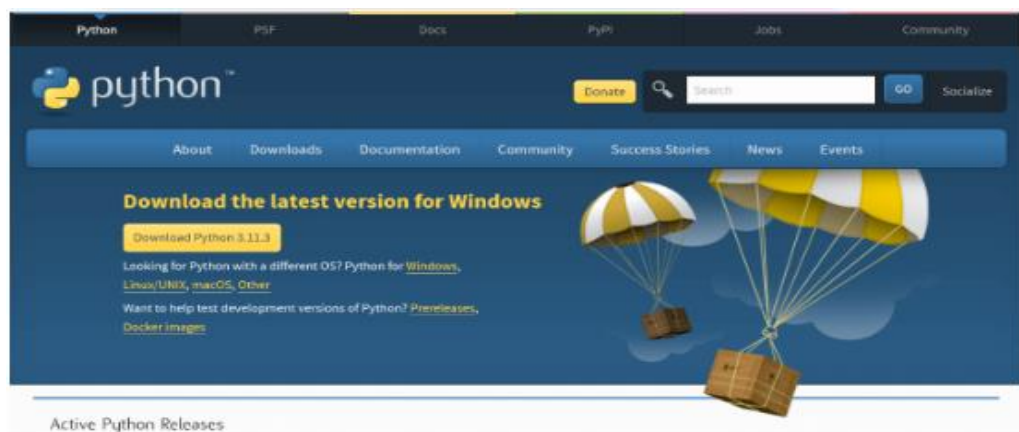 Python PSF Docs PyPI Jobs Community
python™
Donate Search GO Socialize
About Downloads Documentation Community Success Stories News Events
Download the latest version for Windows
Download Python 3.11.3
Looking for Python with a different OS? Python for Windows,
Linux/UNIX, macOS, Other
Want to help test development versions of Python? Prereleases,
Docker images
Active Python Releases